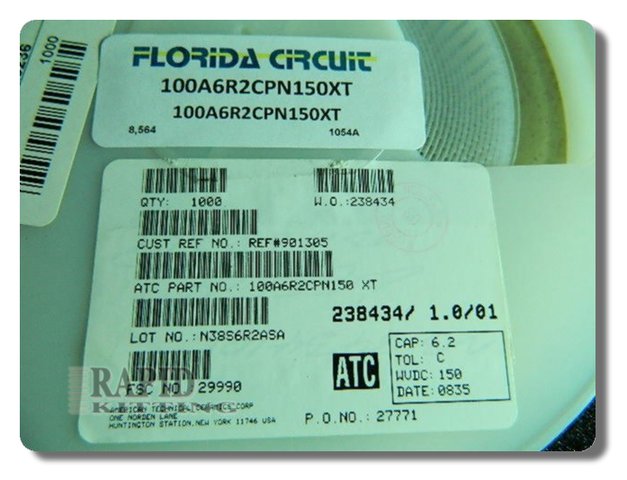 1000
FLORIDA CIRCUIT
100A6R2CPN150XT
100A6R2CPN150XT
8,564 1054A
QTY: 1000 W.O.:238434
CUST REF NO.: REF#901305
ATC PART NO.: 100A6R2CPN150 XT
238434/ 1.0/01
LOT NO.:N38S6R2ASA
CAP: 6.2
TOL: C
WUDC: 150
DATE:0835
ATC
RAPID
FSC NO. 29990
AMERICAN TECHNICAL CERAMICS CORP
ONE NORDEN LANE
HUNTINGTON STATION,NEW YORK 11746 USA
P.O.NO.: 27771